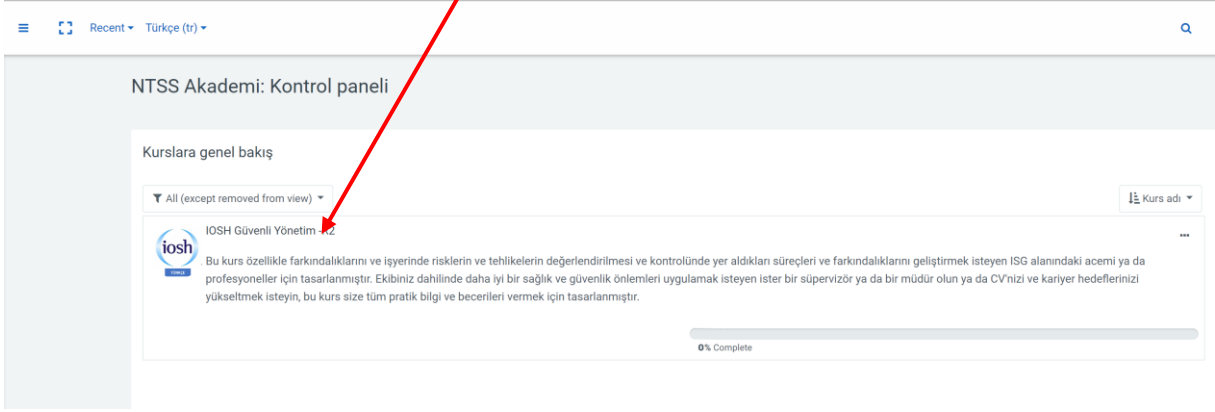 Recent Türkçe (tr)
NTSS Akademi: Kontrol paneli
Kurslara genel bakış
All (except removed from view) Kurs adı
IOSH Güvenli Yönetim
iosh
TÜRKÇE
Bu kurs özellikle farkındalıklarını ve işyerinde risklerin ve tehlikelerin değerlendirilmesi ve kontrolünde yer aldıkları süreçleri ve farkındalıklarını geliştirmek isteyen ISG alanındaki acemi ya da
profesyoneller için tasarlanmıştır. Ekibiniz dahilinde daha iyi bir sağlık ve güvenlik önlemleri uygulamak isteyen ister bir süpervizör ya da bir müdür olun ya da CV'nizi ve kariyer hedeflerinizi
yükseltmek isteyin, bu kurs size tüm pratik bilgi ve becerileri vermek için tasarlanmıştır.
0% Complete